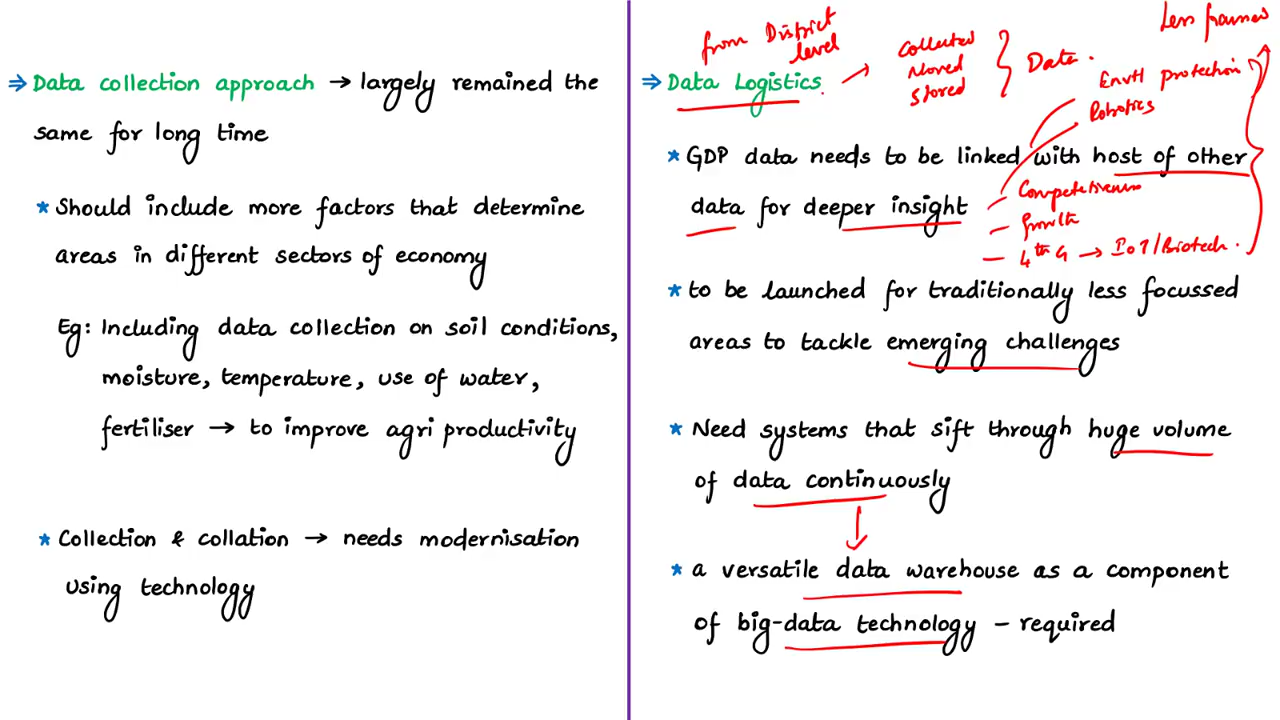 ⇒ Data collection approach → largely remained the
same for long time
* Should include more factors that determine
areas in different sectors of economy
Eg: Including data collection on soil conditions,
moisture, temperature, use of water,
fertiliser → to improve agri productivity
* Collection & collation → needs modernisation
using technology
from District
level
⇒ Data Logistics →
Collected
Moved
Stored
} Data.
Less
Envtl protection
Robotics
* GDP data needs to be linked with host of other
data for deeper insight
- Competetiveness
- Growth
- 4th G → IOT/Biotech.
* to be launched for traditionally less focussed
areas to tackle emerging challenges
* Need systems that sift through huge volume
of data continuously
↓
* a versatile data warehouse as a component
of big-data technology – required